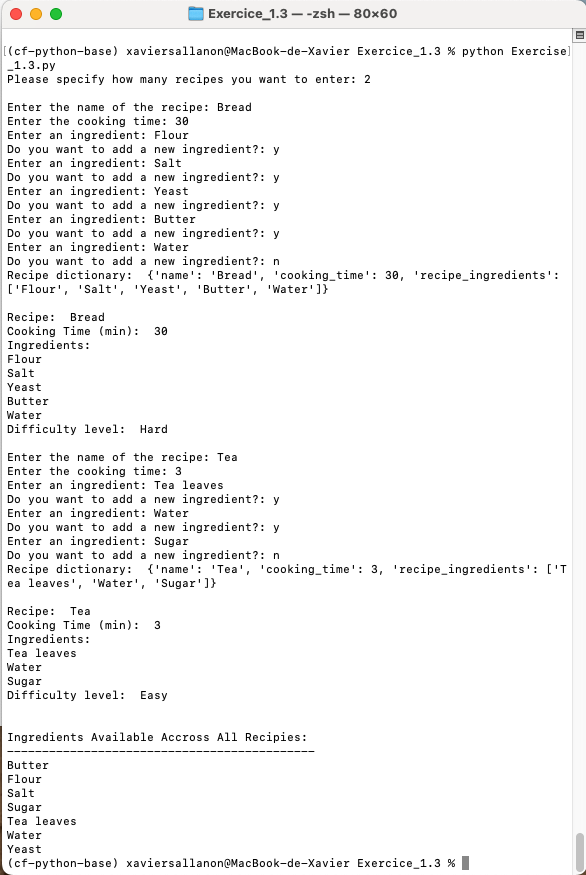 Exercice_1.3 — -zsh — 80×60
[(cf-python-base) xaviersallanon@MacBook-de-Xavier Exercice_1.3 % python Exercise]
_1.3.py
Please specify how many recipes you want to enter: 2
Enter the name of the recipe: Bread
Enter the cooking time: 30
Enter an ingredient: Flour
Do you want to add a new ingredient?: y
Enter an ingredient: Salt
Do you want to add a new ingredient?: y
Enter an ingredient: Yeast
Do you want to add a new ingredient?: y
Enter an ingredient: Butter
Do you want to add a new ingredient?: y
Enter an ingredient: Water
Do you want to add a new ingredient?: n
Recipe dictionary:  {'name': 'Bread', 'cooking_time': 30, 'recipe_ingredients':
['Flour', 'Salt', 'Yeast', 'Butter', 'Water']}
Recipe:  Bread
Cooking Time (min):  30
Ingredients:
Flour
Salt
Yeast
Butter
Water
Difficulty level:  Hard
Enter the name of the recipe: Tea
Enter the cooking time: 3
Enter an ingredient: Tea leaves
Do you want to add a new ingredient?: y
Enter an ingredient: Water
Do you want to add a new ingredient?: y
Enter an ingredient: Sugar
Do you want to add a new ingredient?: n
Recipe dictionary:  {'name': 'Tea', 'cooking_time': 3, 'recipe_ingredients': ['T
ea leaves', 'Water', 'Sugar']}
Recipe:  Tea
Cooking Time (min):  3
Ingredients:
Tea leaves
Water
Sugar
Difficulty level:  Easy
Ingredients Available Accross All Recipies:
--------------------------------------------
Butter
Flour
Salt
Sugar
Tea leaves
Water
Yeast
(cf-python-base) xaviersallanon@MacBook-de-Xavier Exercice_1.3 %